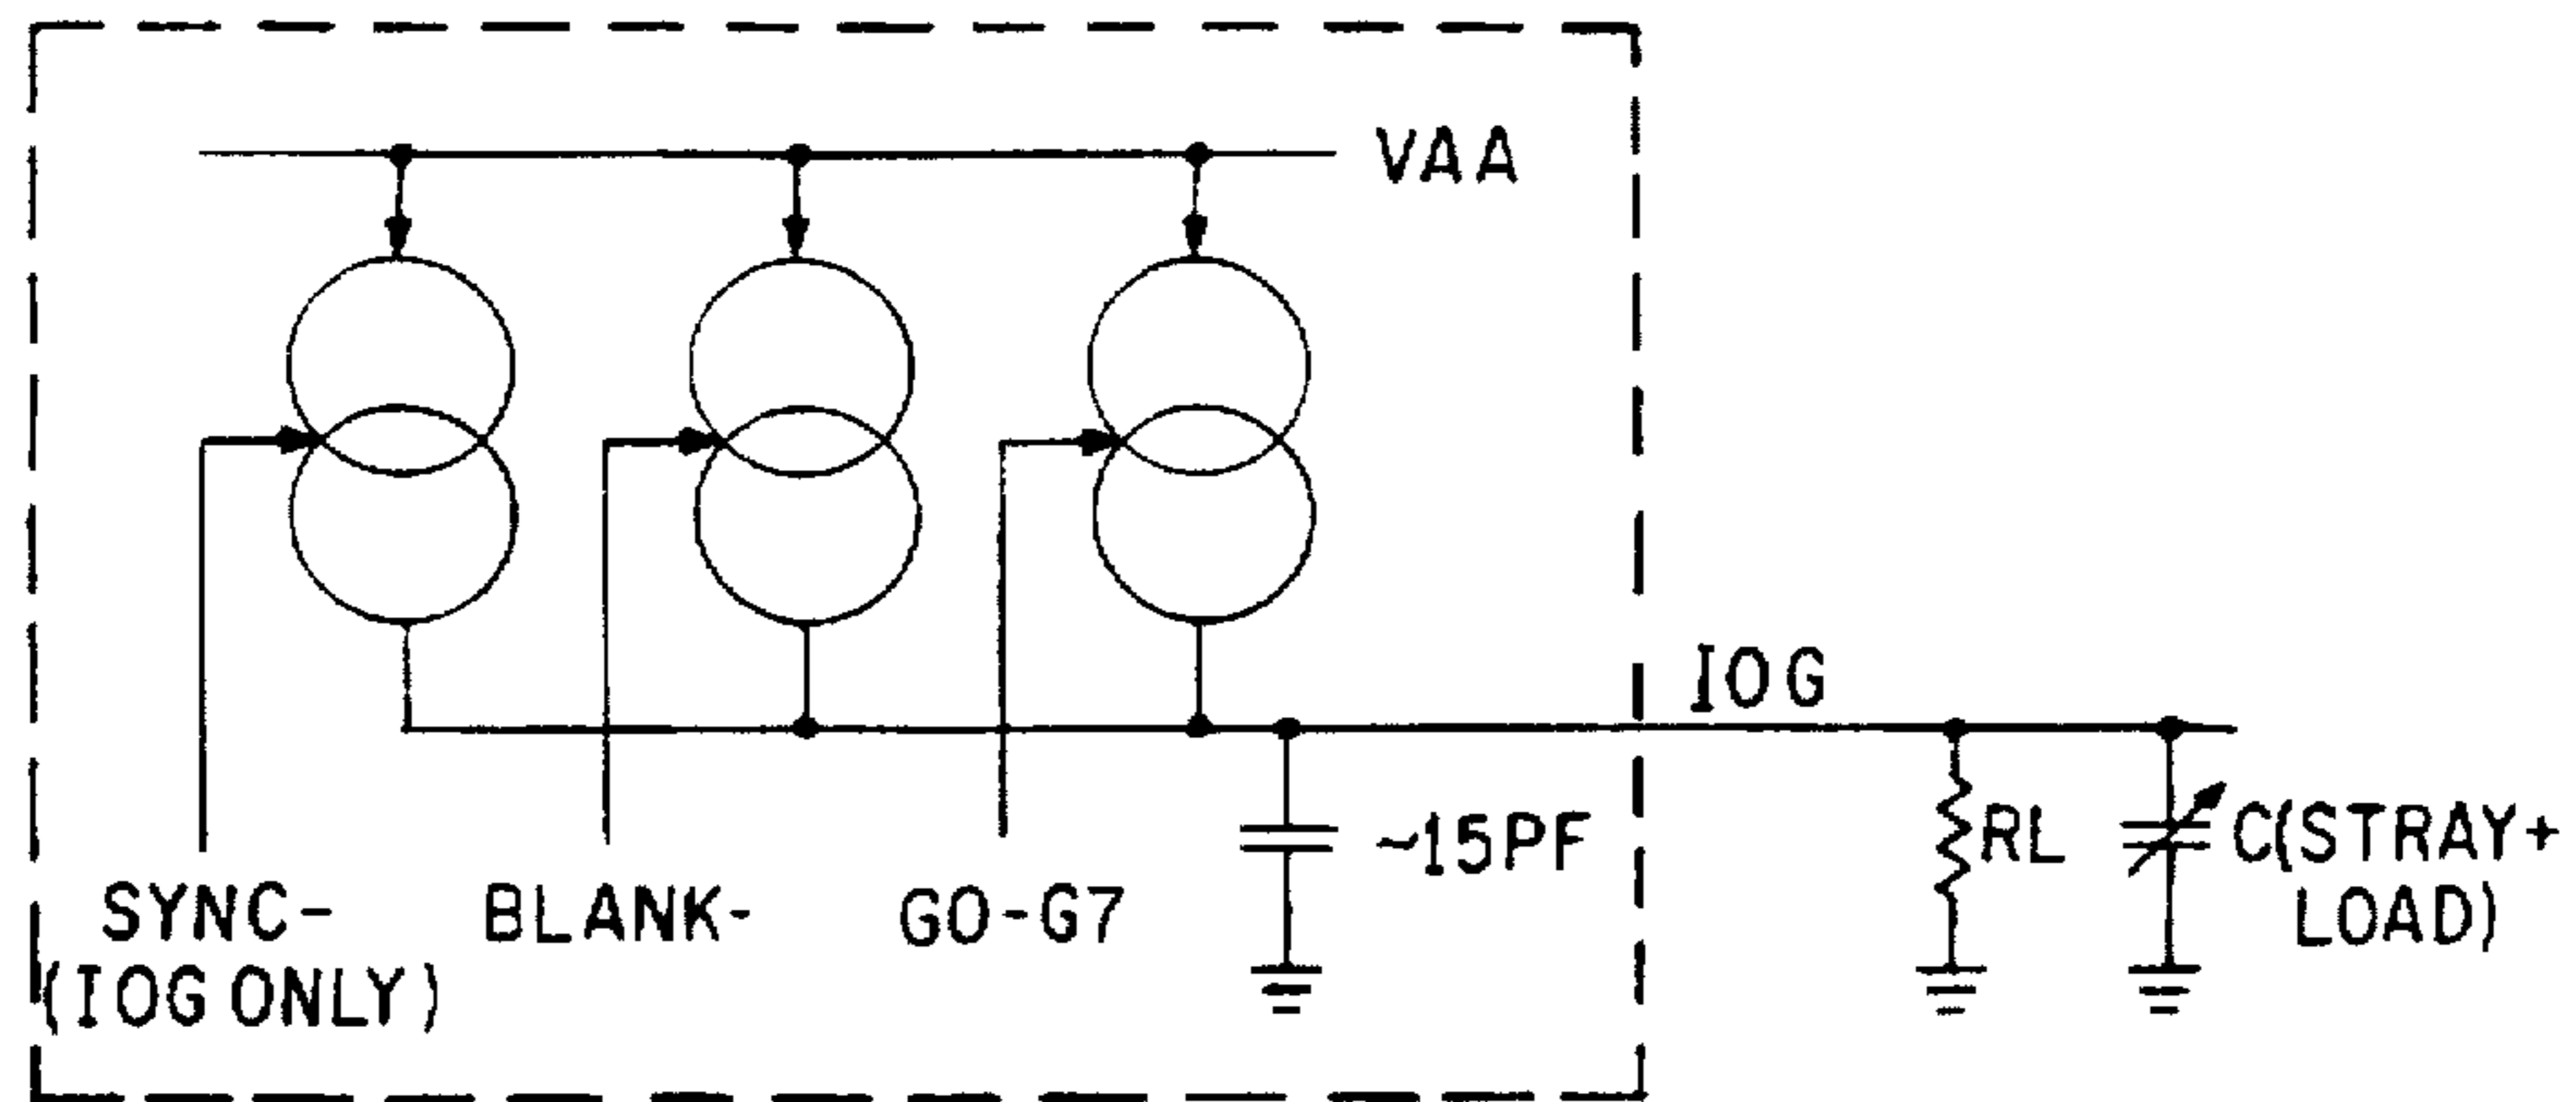 VAA
IOG
~15PF
RL
C(STRAY+
LOAD)
SYNC-
(IOG ONLY)
BLANK-
G0-G7